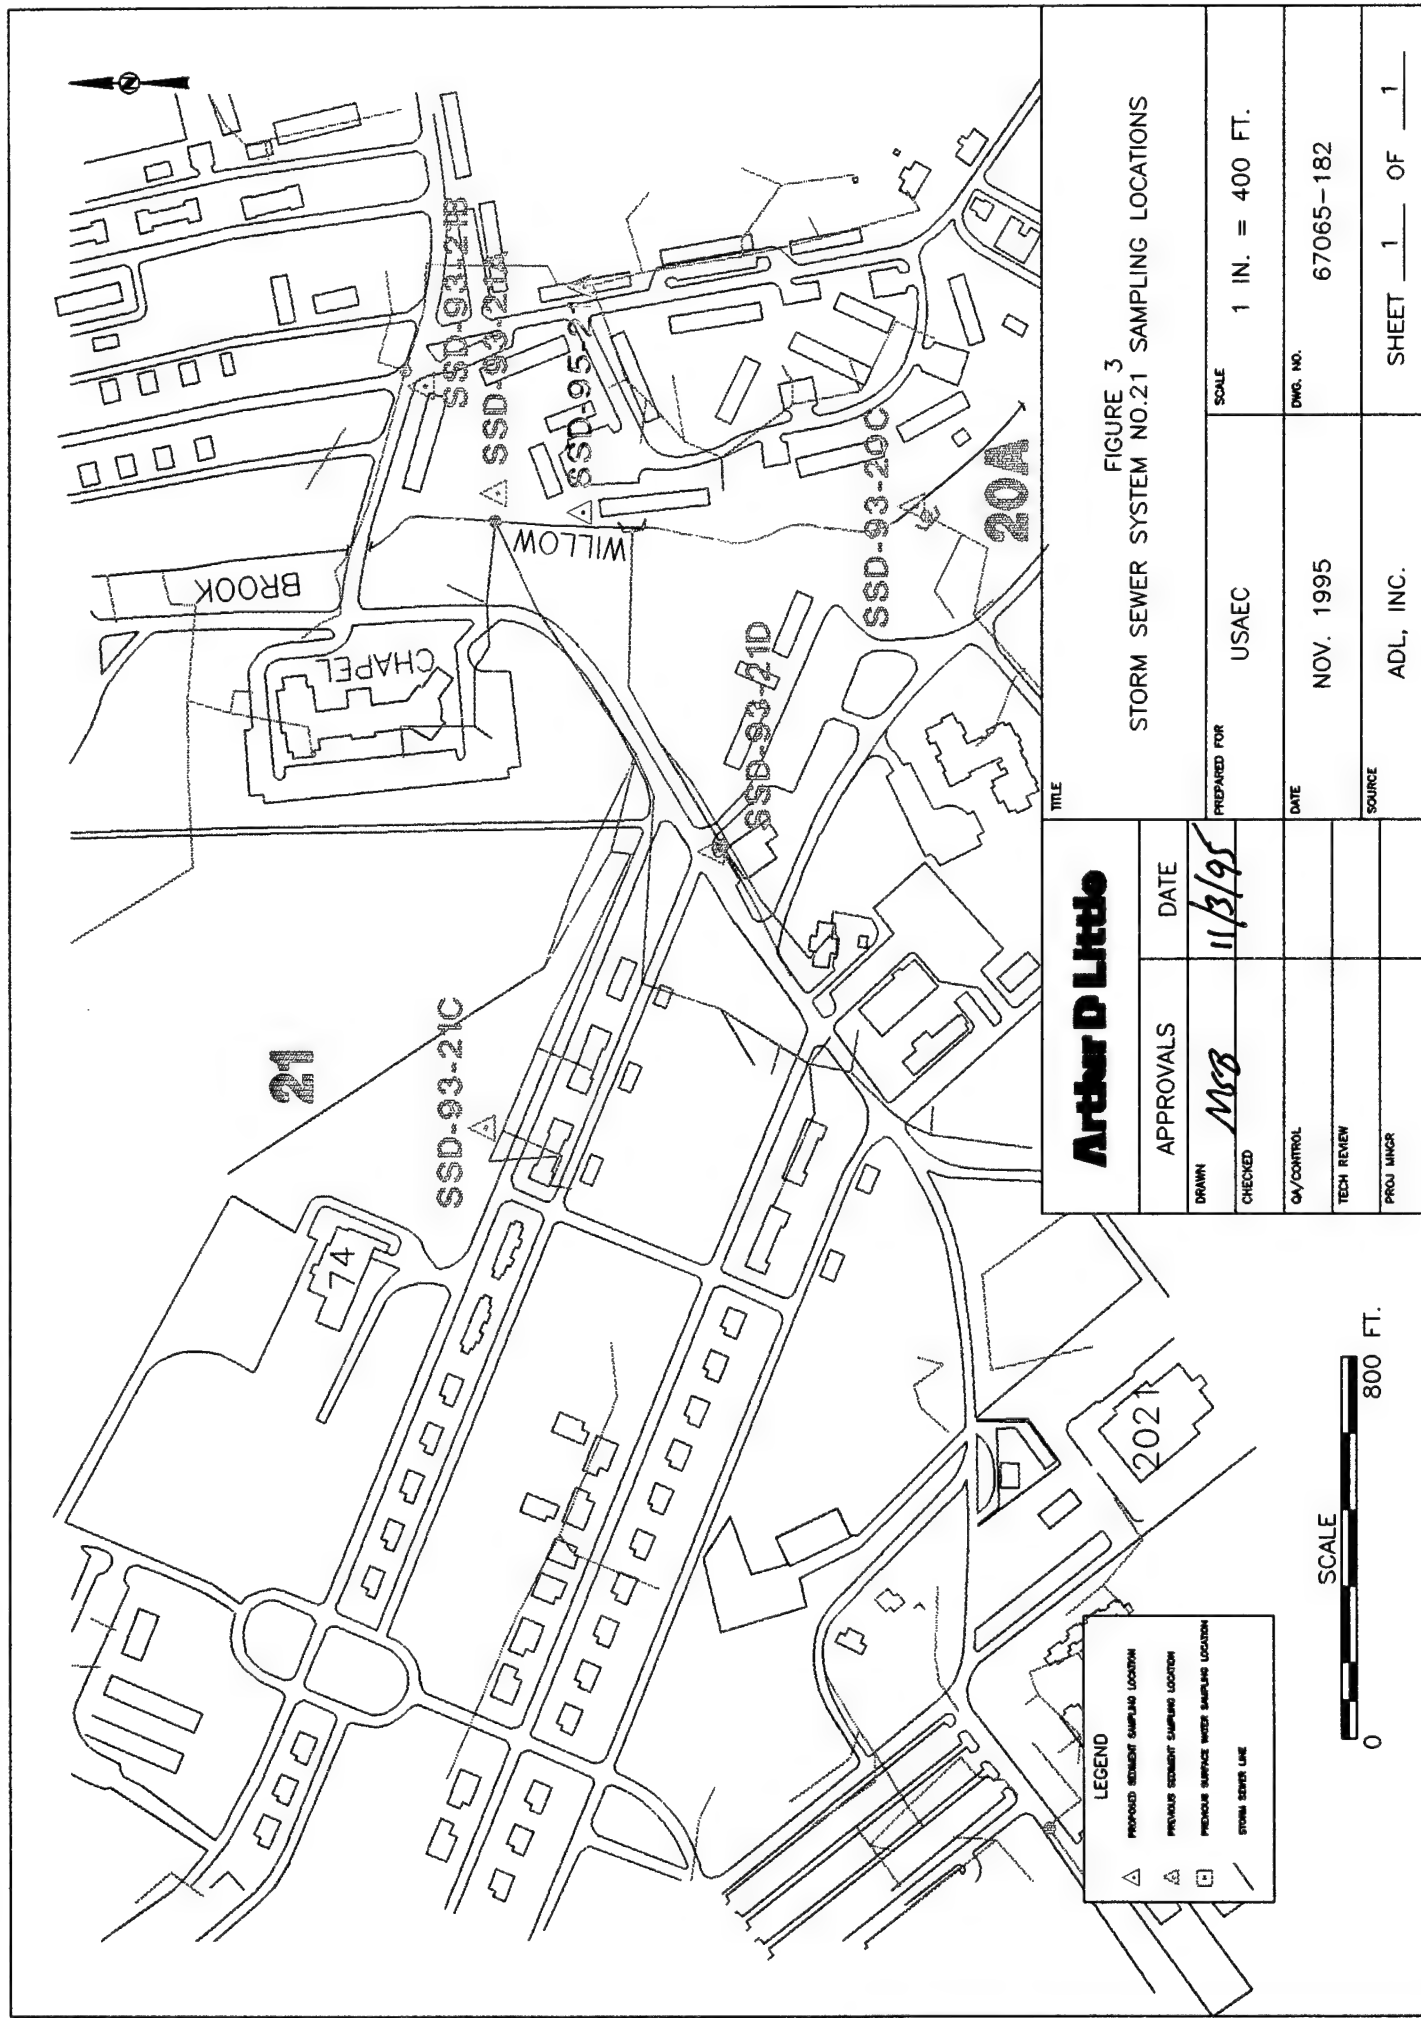 N
21
14
2021
20A
BROOK
WILLOW
CHAPEL
SSD-93-21B
SSD-93-21A
SSD-93-20C
SSD-93-21D
SSD-93-21C
LEGEND
PROPOSED SEDIMENT SAMPLING LOCATION
PREVIOUS SEDIMENT SAMPLING LOCATION
PREVIOUS SURFACE WATER SAMPLING LOCATION
STORM SEWER LINE
SCALE
0
800 FT.
Arthur D Little
APPROVALS
DATE
DRAWN
MSB
11/3/95
CHECKED
QA/CONTROL
TECH REVIEW
PROJ MNGR
TITLE
FIGURE 3
STORM SEWER SYSTEM NO.21 SAMPLING LOCATIONS
PREPARED FOR
USAEC
SCALE
1 IN. = 400 FT.
DATE
NOV. 1995
DWG. NO.
67065-182
SOURCE
ADL, INC.
SHEET 1 OF 1